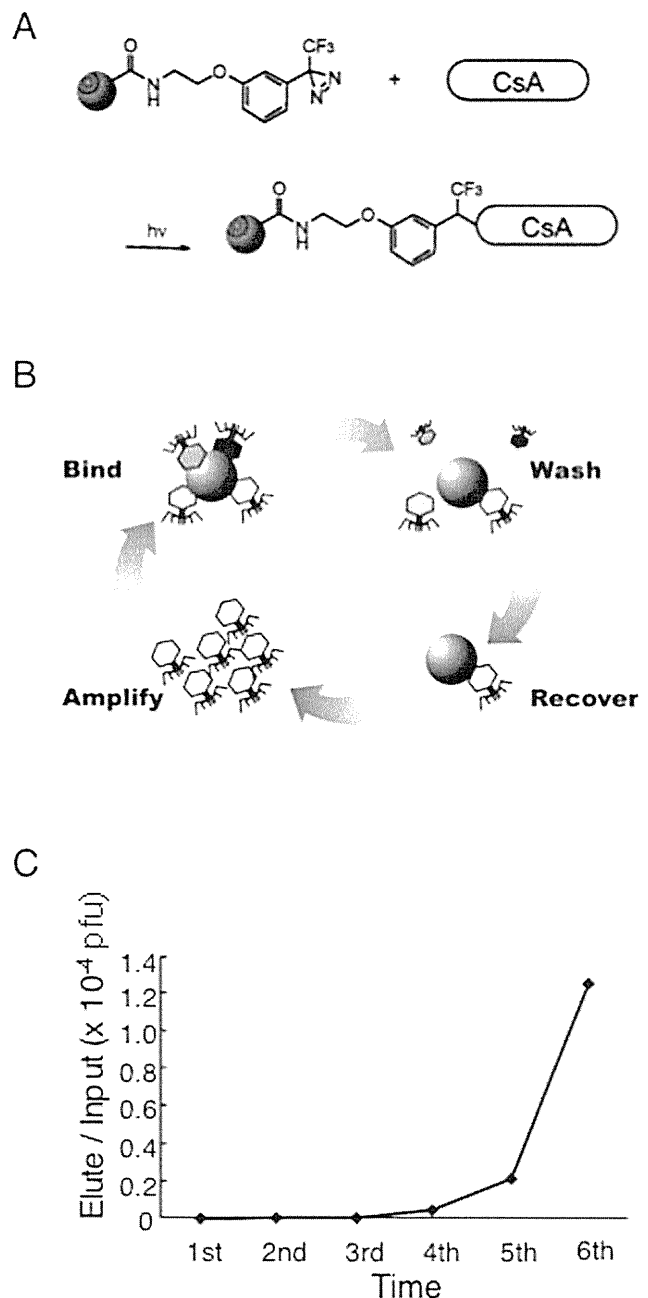 A
O
CF3
N
H
O
N
N
+
CsA
hν
O
N
H
O
CF3
CsA
B
Bind
Wash
Amplify
Recover
C
Elute / Input (x 10-4 pfu)
1.4
1.2
1.0
0.8
0.6
0.4
0.2
0
1st 2nd 3rd 4th 5th 6th
Time